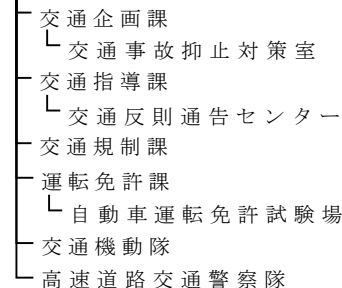 交通企画課
交通事故抑止対策室
交通指導課
交通反則通告センター
交通規制課
運転免許課
自動車運転免許試験場
交通機動隊
高速道路交通警察隊